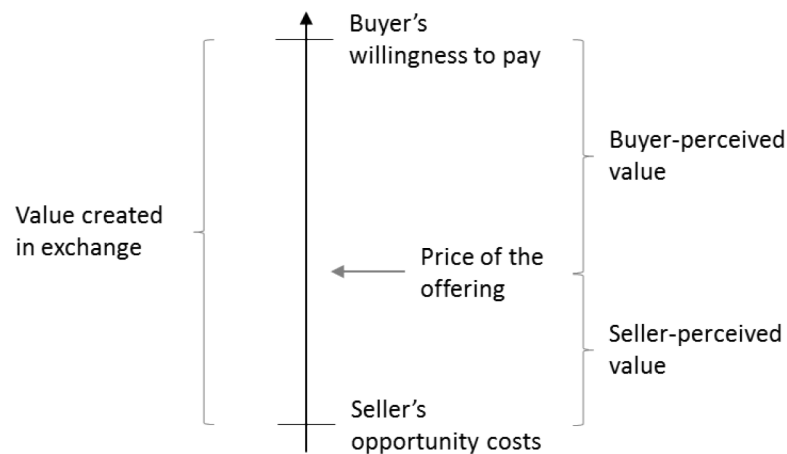 Buyer’s
willingness to pay
Buyer-perceived
value
Value created
in exchange
Price of the
offering
Seller-perceived
value
Seller’s
opportunity costs